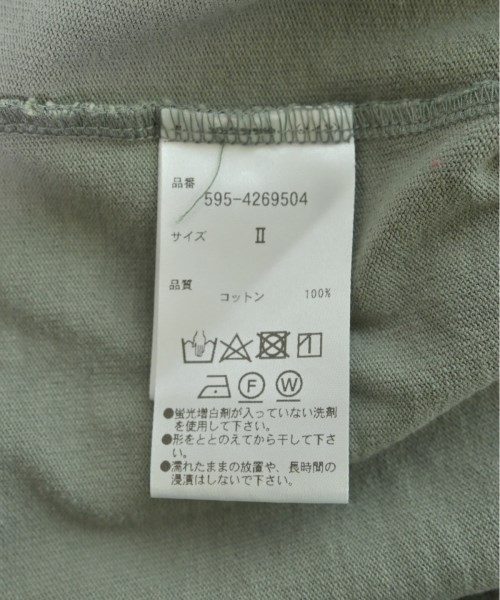 品番
595-4269504
サイズ Ⅱ
品質
コットン 100%
F W
●蛍光増白剤が入っていない洗剤
を使用して下さい。
●形をととのえてから干して下さ
い。
●濡れたままの放置や、長時間の
浸漬はしないで下さい。